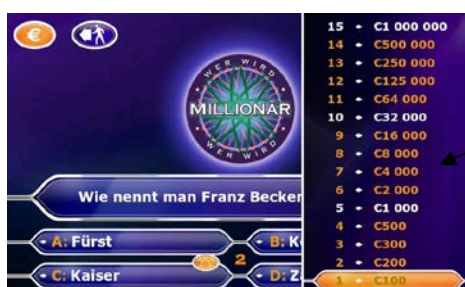 €
WER WIRD
MILLIONÄR
WER WIRD
Wie nennt man Franz Becker
A: Fürst
B: K
C: Kaiser
D: Z
2
15 • C1 000 000
14 • C500 000
13 • C250 000
12 • C125 000
11 • C64 000
10 • C32 000
9 • C16 000
8 • C8 000
7 • C4 000
6 • C2 000
5 • C1 000
4 • C500
3 • C300
2 • C200
1 • C100